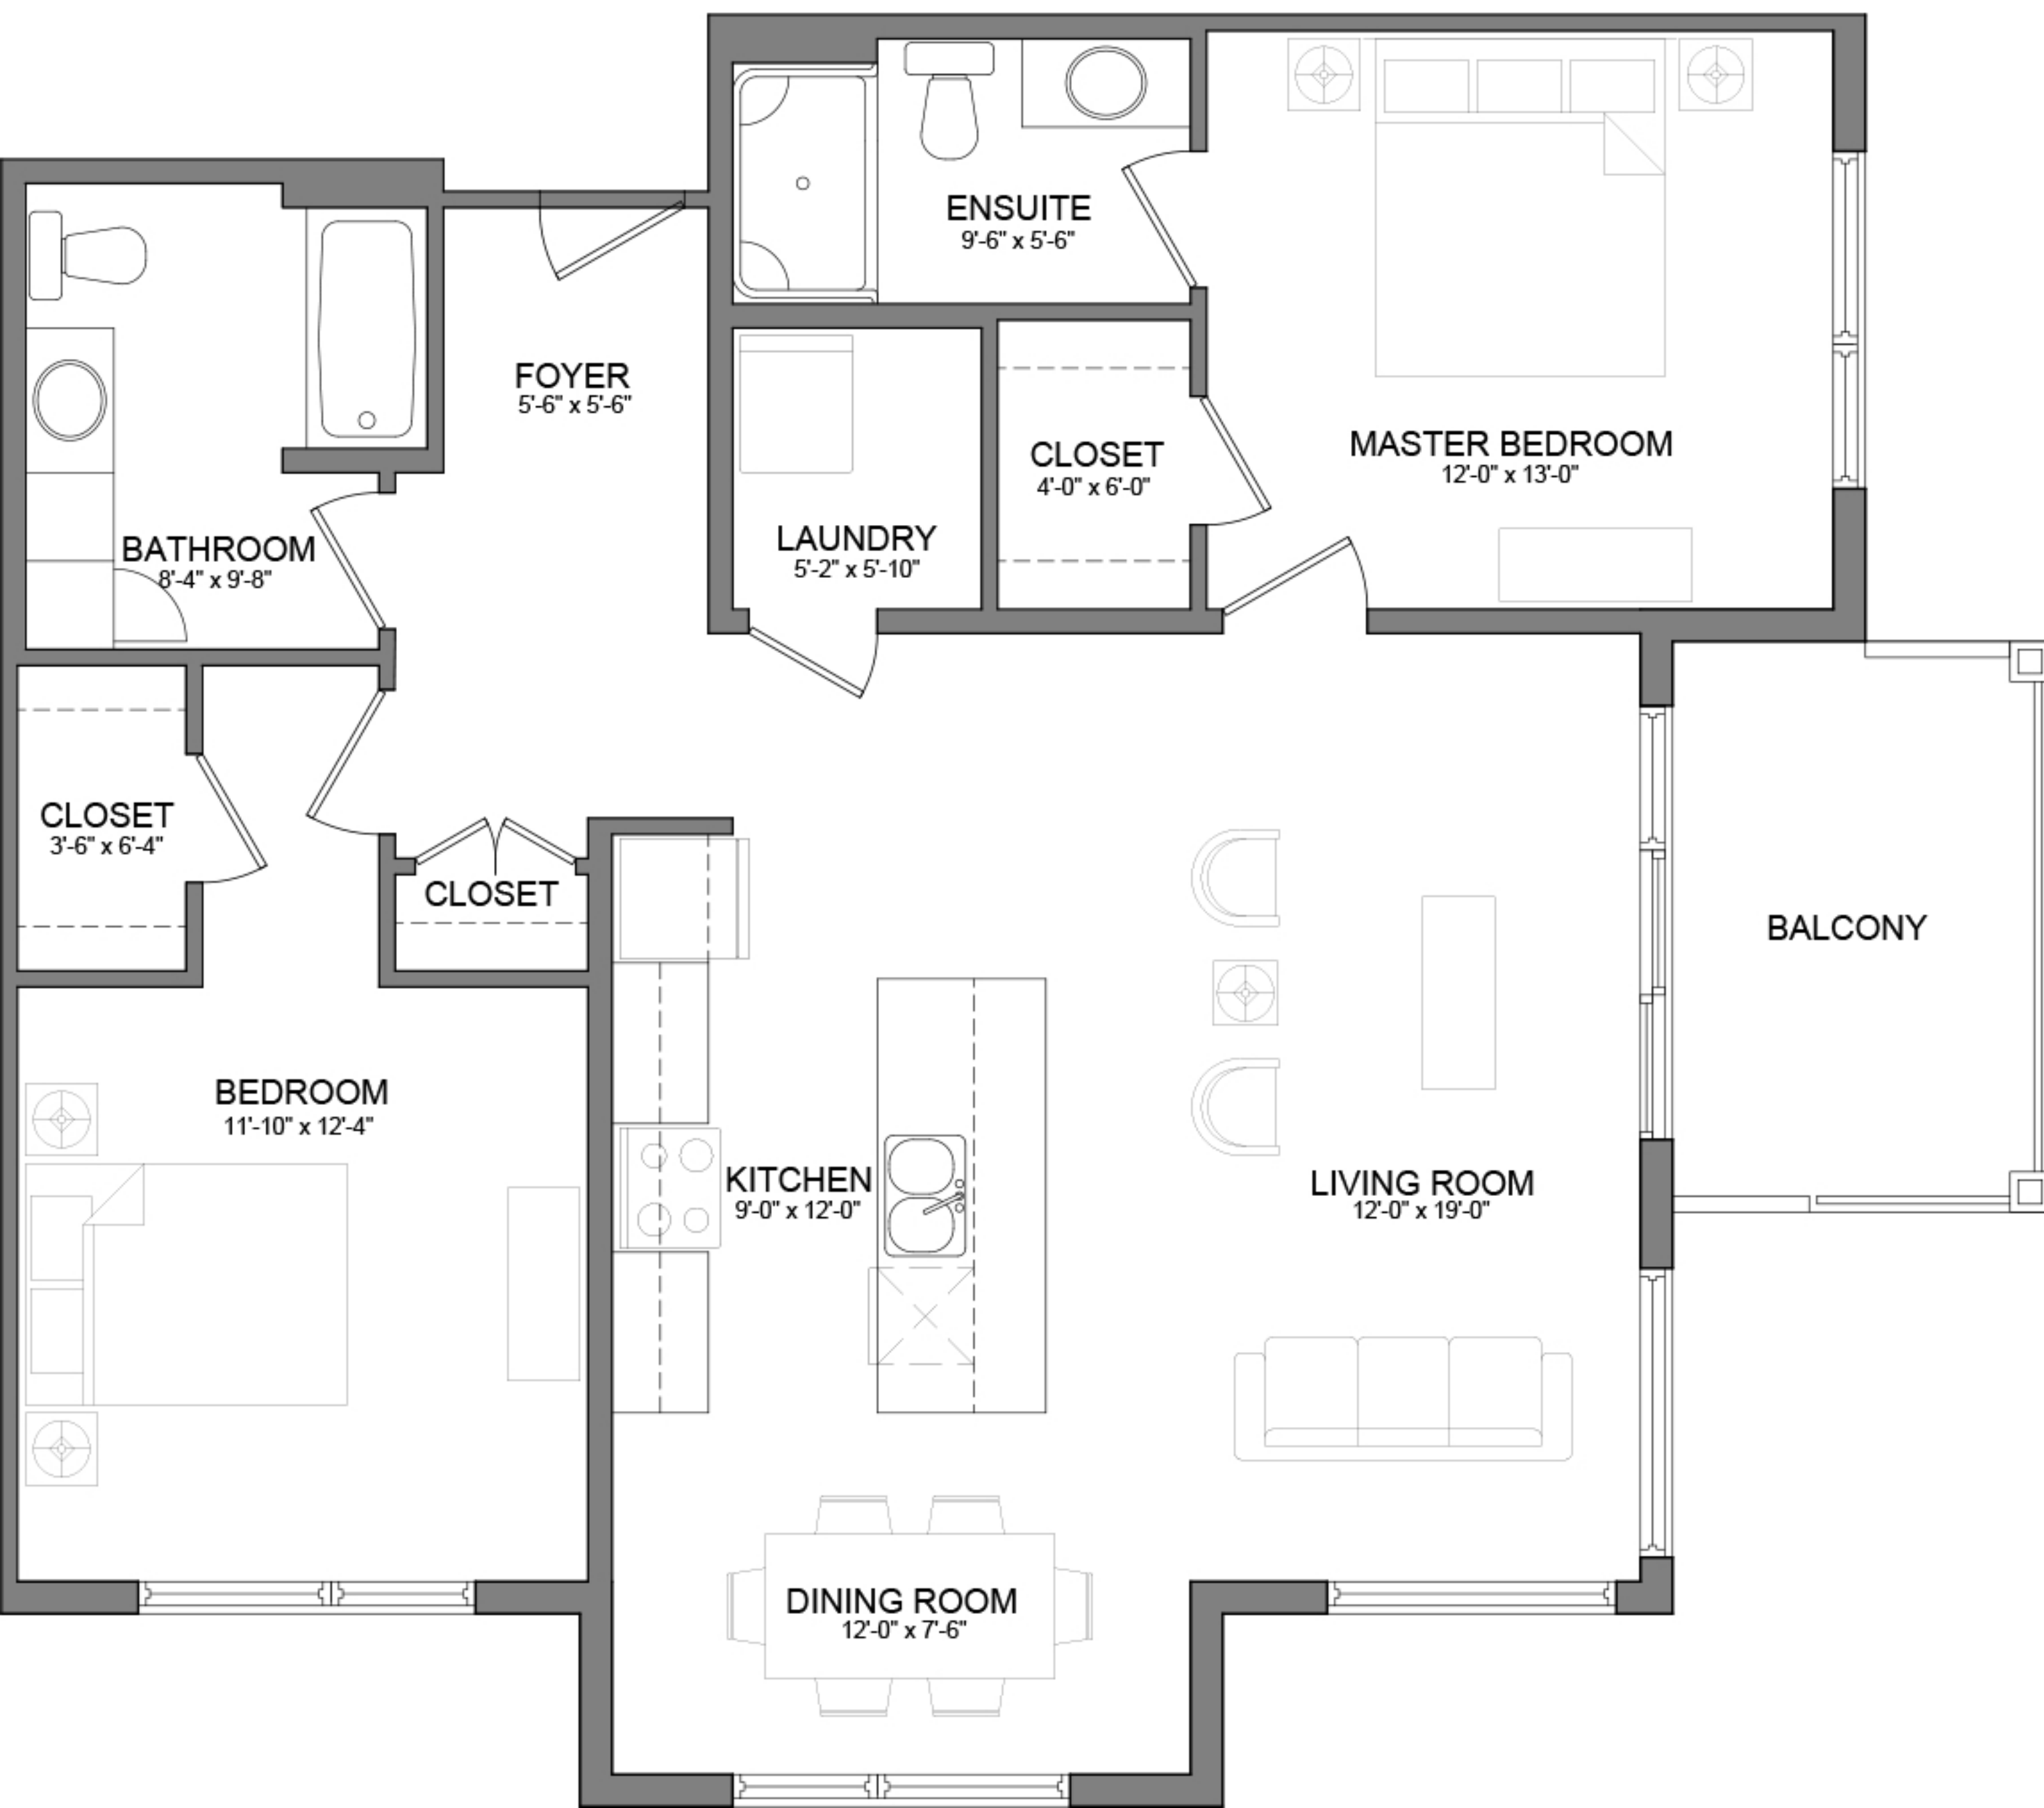 ENSUITE
9'-6" x 5'-6"
FOYER
5'-6" x 5'-6"
MASTER BEDROOM
12'-0" x 13'-0"
CLOSET
4'-0" x 6'-0"
LAUNDRY
5'-2" x 5'-10"
BATHROOM
8'-4" x 9'-8"
CLOSET
3'-6" x 6'-4"
CLOSET
BALCONY
BEDROOM
11'-10" x 12'-4"
KITCHEN
9'-0" x 12'-0"
LIVING ROOM
12'-0" x 19'-0"
DINING ROOM
12'-0" x 7'-6"